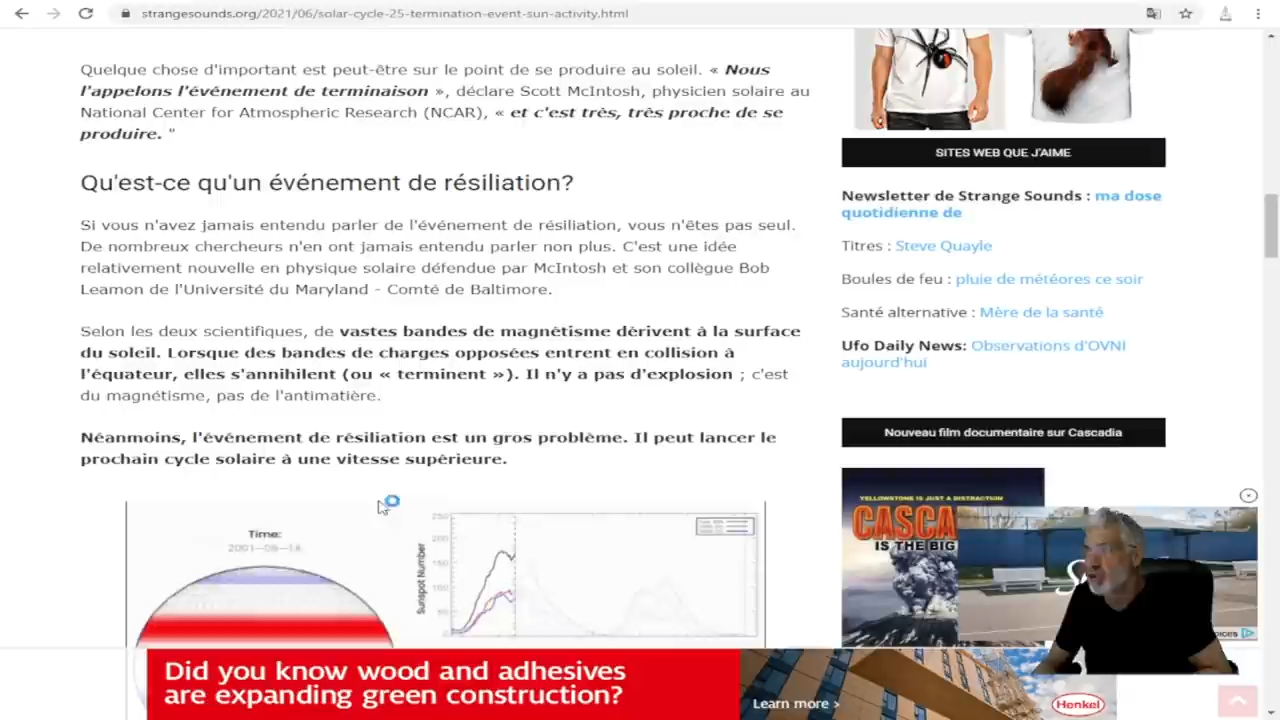 strangesounds.org/2021/06/solar-cycle-25-termination-event-sun-activity.html
Quelque chose d'important est peut-être sur le point de se produire au soleil. « Nous
l'appelons l'événement de terminaison », déclare Scott McIntosh, physicien solaire au
National Center for Atmospheric Research (NCAR), « et c'est très, très proche de se
produire. "
Qu'est-ce qu'un événement de résiliation?
Si vous n'avez jamais entendu parler de l'événement de résiliation, vous n'êtes pas seul.
De nombreux chercheurs n'en ont jamais entendu parler non plus. C'est une idée
relativement nouvelle en physique solaire défendue par McIntosh et son collègue Bob
Leamon de l'Université du Maryland - Comté de Baltimore.
Selon les deux scientifiques, de vastes bandes de magnétisme dérivent à la surface
du soleil. Lorsque des bandes de charges opposées entrent en collision à
l'équateur, elles s'annihilent (ou « terminent »). Il n'y a pas d'explosion ; c'est
du magnétisme, pas de l'antimatière.
Néanmoins, l'événement de résiliation est un gros problème. Il peut lancer le
prochain cycle solaire à une vitesse supérieure.
Time:
Sunspot Number
250
200
150
100
50
0
SITES WEB QUE J'AIME
Newsletter de Strange Sounds : ma dose
quotidienne de
Titres : Steve Quayle
Boules de feu : pluie de météores ce soir
Santé alternative : Mère de la santé
Ufo Daily News: Observations d'OVNI
aujourd'hui
Nouveau film documentaire sur Cascadia
YELLOWSTONE IS JUST A DISTRACTION
CASCA
IS THE BIG
Did you know wood and adhesives
are expanding green construction?
Learn more >
Henkel